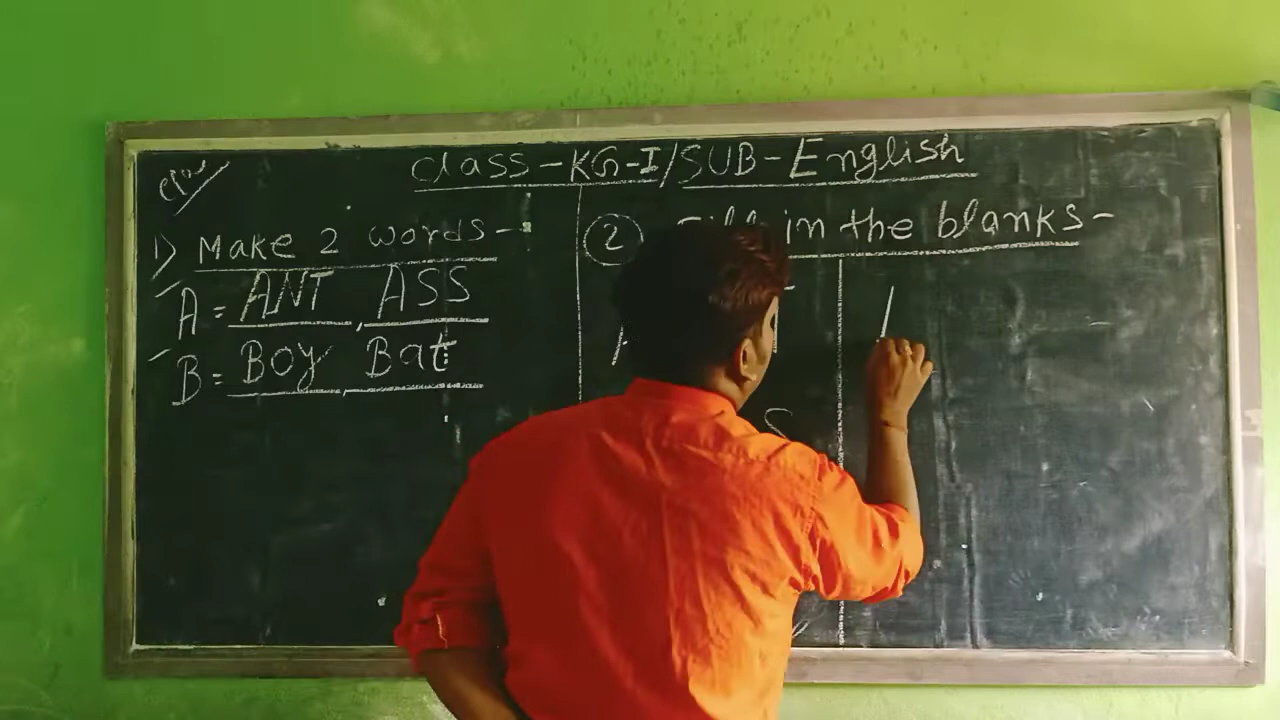 Class-KG-I/SUB-English
1) Make 2 words-
A= ANT, ASS
B= Boy, Bat
2 in the blanks-